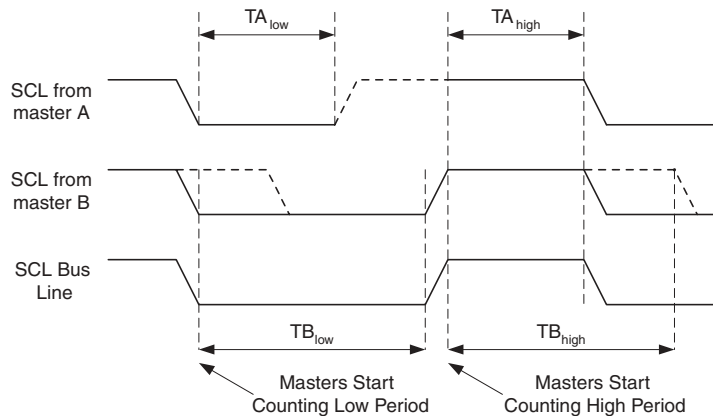 TA low
TA high
SCL from
master A
SCL from
master B
SCL Bus
Line
TB low
TB high
Masters Start
Counting Low Period
Masters Start
Counting High Period